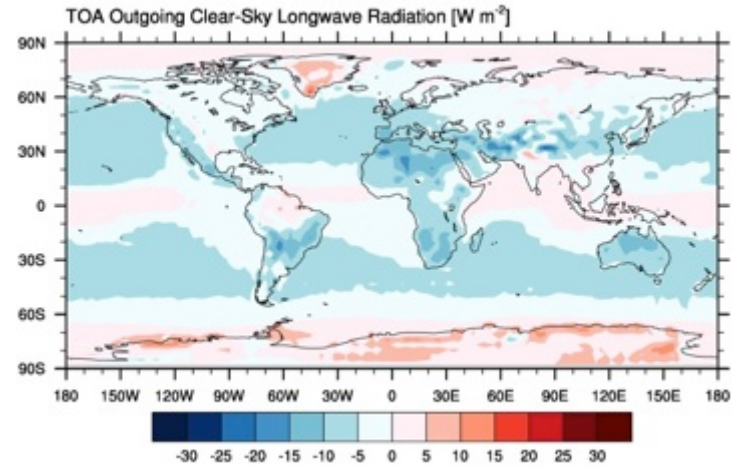 TOA Outgoing Clear-Sky Longwave Radiation [W m⁻²]
90N
60N
30N
0
30S
60S
90S
180 150W 120W 90W 60W 30W 0 30E 60E 90E 120E 150E 180
-30 -25 -20 -15 -10 -5 0 5 10 15 20 25 30